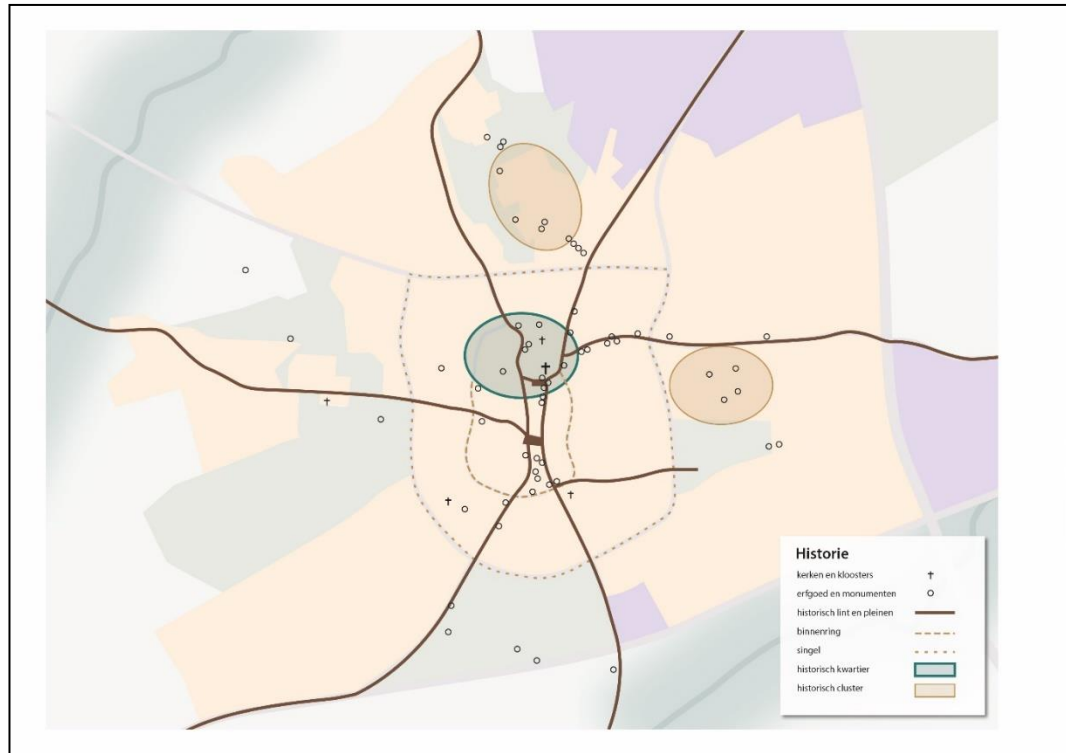 Historie
kerken en kloosters
erfgoed en monumenten
historisch lint en pleinen
binnenring
singel
historisch kwartier
historisch cluster